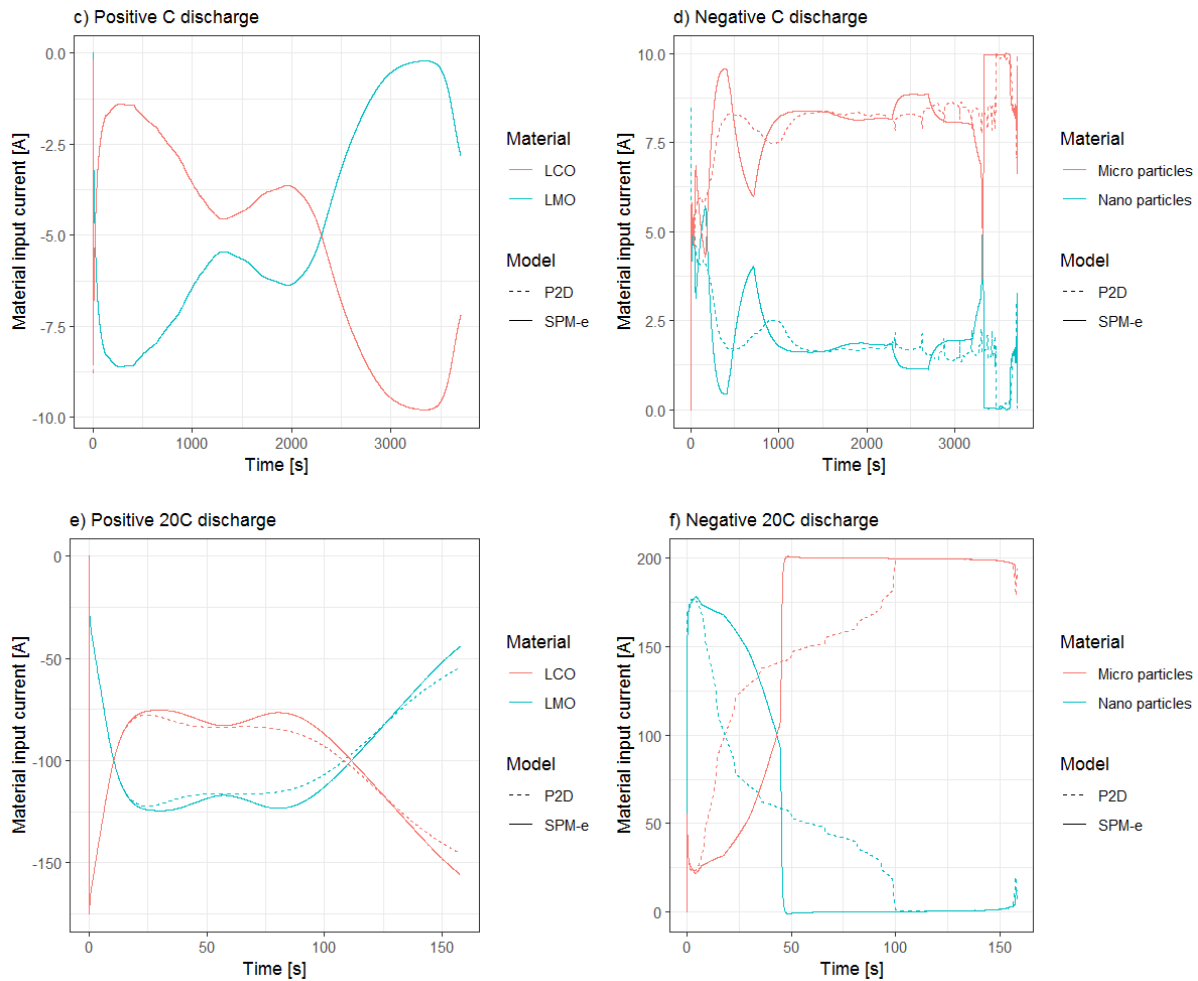 c) Positive C discharge
Material input current [A]
0.0
-2.5
-5.0
-7.5
-10.0
0
1000
2000
3000
Time [s]
Material
LCO
LMO
Model
P2D
SPM-e
d) Negative C discharge
Material input current [A]
10.0
7.5
5.0
2.5
0.0
0
1000
2000
3000
Time [s]
Material
Micro particles
Nano particles
Model
P2D
SPM-e
e) Positive 20C discharge
Material input current [A]
0
-50
-100
-150
0
50
100
150
Time [s]
Material
LCO
LMO
Model
P2D
SPM-e
f) Negative 20C discharge
Material input current [A]
200
150
100
50
0
0
50
100
150
Time [s]
Material
Micro particles
Nano particles
Model
P2D
SPM-e